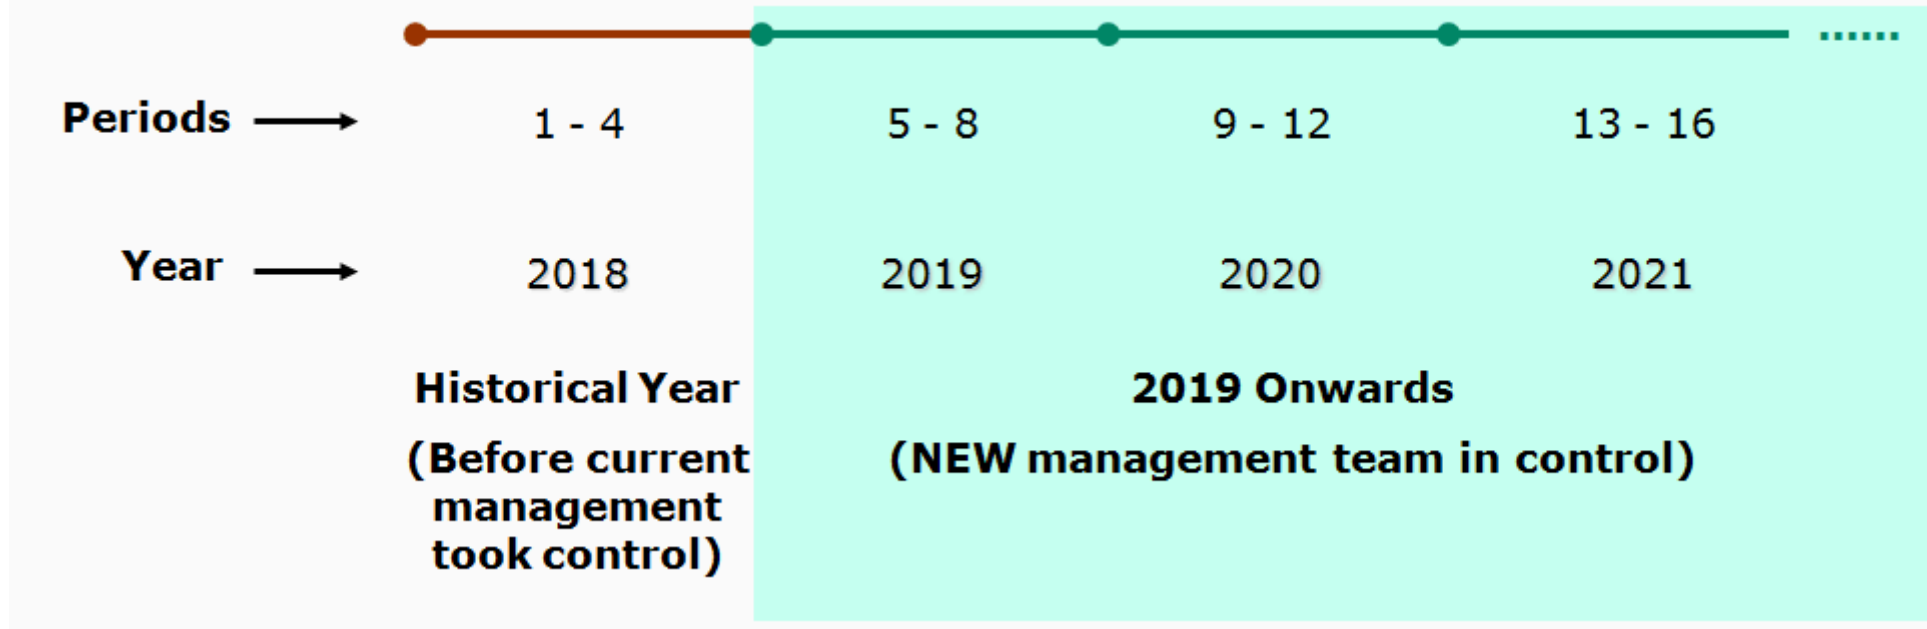 Periods 1 - 4 5 - 8 9 - 12 13 - 16
Year 2018 2019 2020 2021
Historical Year
(Before current
management
took control)
2019 Onwards
(NEW management team in control)